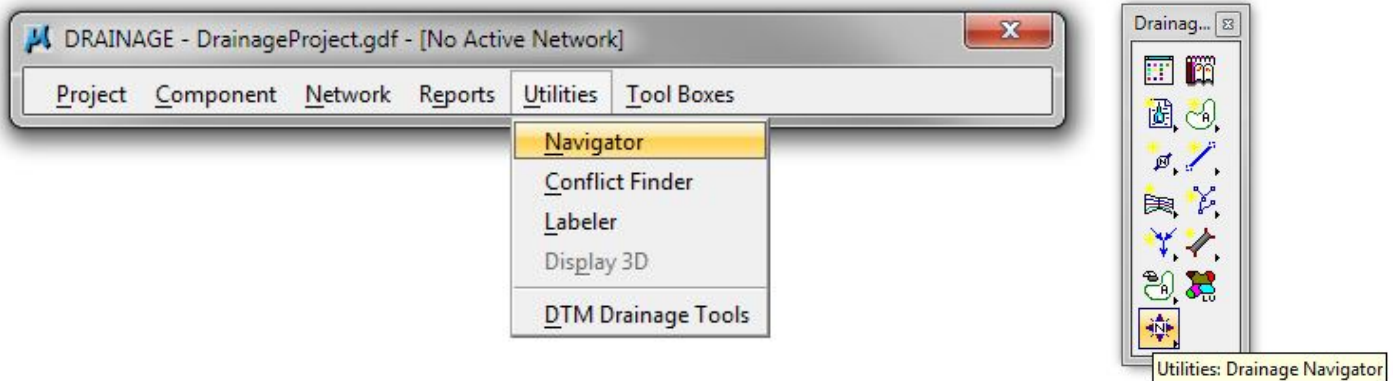 DRAINAGE - DrainageProject.gdf - [No Active Network]
Project Component Network Reports Utilities Tool Boxes
Navigator
Conflict Finder
Labeler
Display 3D
DTM Drainage Tools
Drainag...
A
N
A
LU
N
Utilities: Drainage Navigator